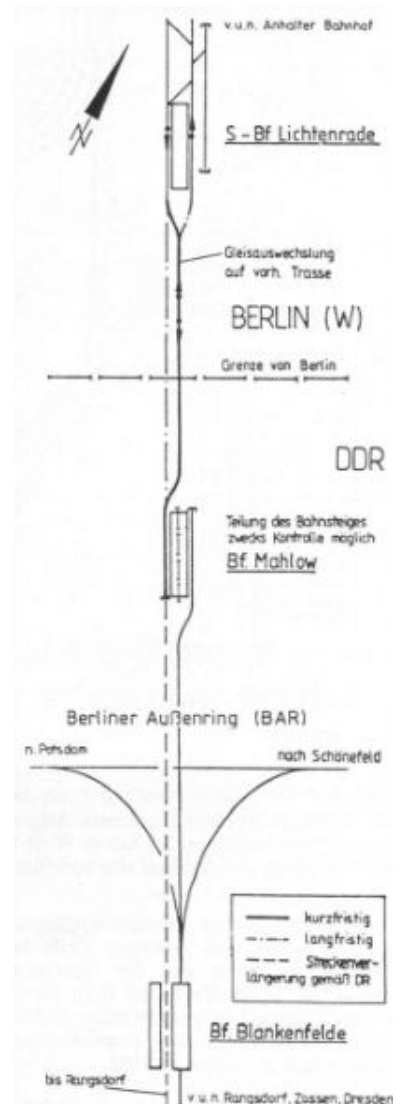 v.u.n. Anhalter Bahnhof
N
S-Bf Lichtenrade
Gleisauswechslung
auf vorh. Trasse
BERLIN (W)
Grenze von Berlin
DDR
Teilung des Bahnsteiges
zwecks Kontrolle möglich
Bf. Mahlow
Berliner Außenring (BAR)
n. Potsdam
nach Schönefeld
kurzfristig
langfristig
Streckenver-
längerung gemäß DR
Bf. Blankenfelde
bis Rangsdorf
v.u.n. Rangsdorf, Zossen, Dresden